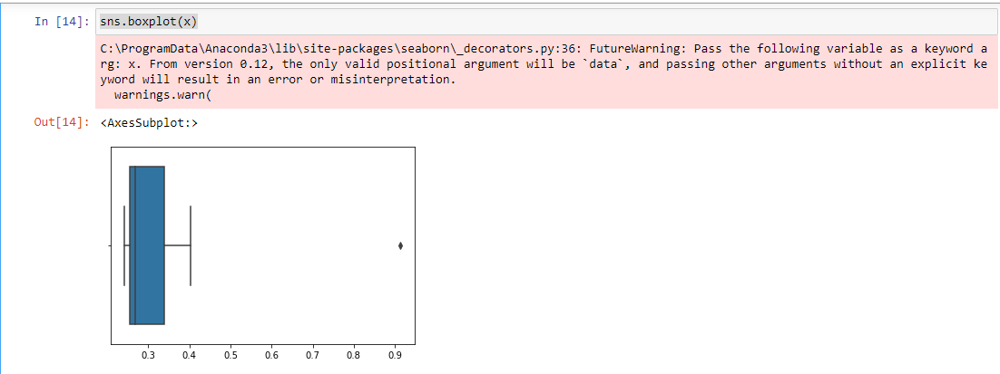 In [14]: sns.boxplot(x)
C:\ProgramData\Anaconda3\lib\site-packages\seaborn\_decorators.py:36: FutureWarning: Pass the following variable as a keyword a
rg: x. From version 0.12, the only valid positional argument will be `data`, and passing other arguments without an explicit ke
yword will result in an error or misinterpretation.
  warnings.warn(
Out[14]: <AxesSubplot:>
0.3 0.4 0.5 0.6 0.7 0.8 0.9